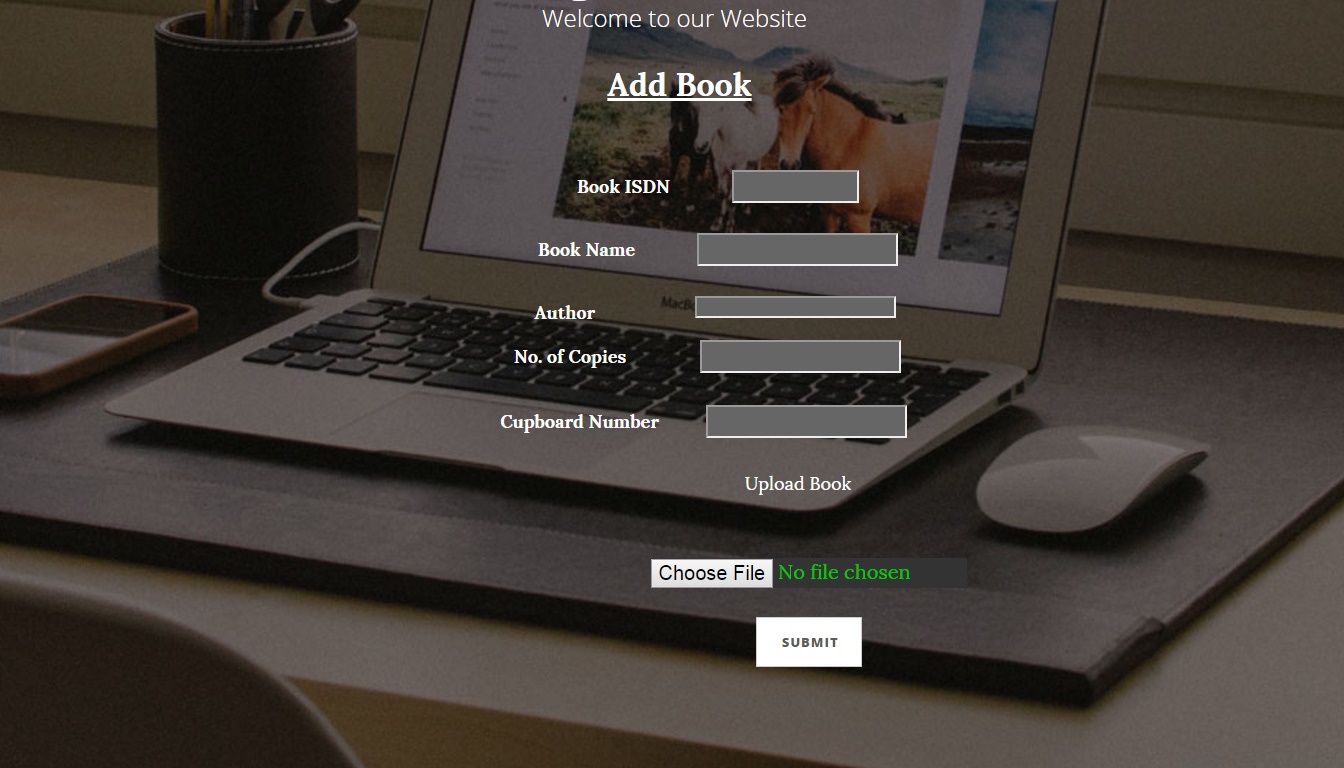 Welcome to our Website
Add Book
Book ISDN
Book Name
Author
No. of Copies
Cupboard Number
Upload Book
Choose File No file chosen
SUBMIT